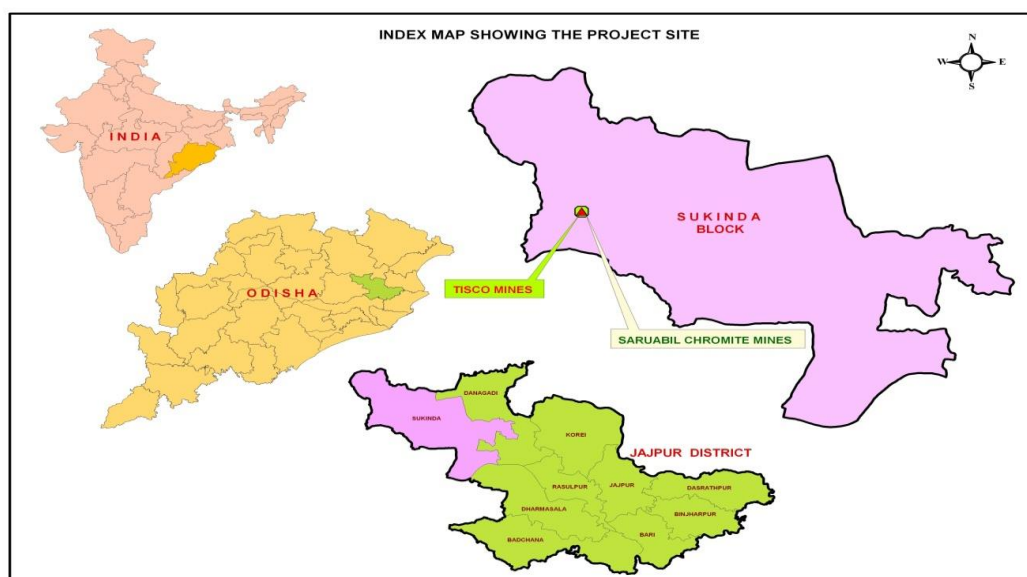 INDEX MAP SHOWING THE PROJECT SITE
N
W E
S
INDIA
SUKINDA
BLOCK
ODISHA
TISCO MINES
SARUABIL CHROMITE MINES
DANAGADI
SUKINDA
KOREI
JAJPUR DISTRICT
RASULPUR
JAJPUR
DASRATHPUR
DHARMASALA
BINJHARPUR
BARI
BADCHANA